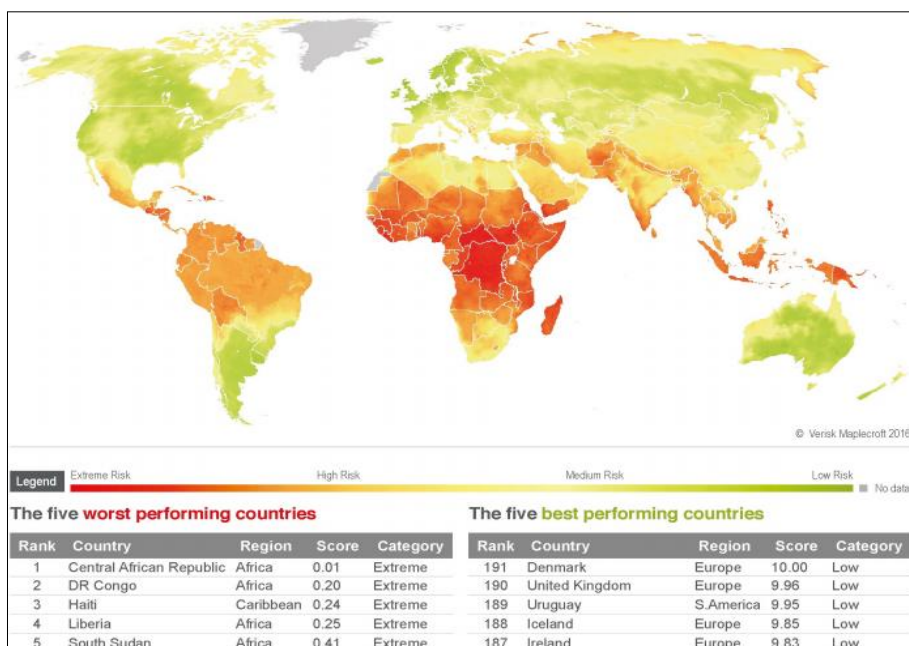 © Verisk Maplecroft 2016
Legend Extreme Risk High Risk Medium Risk Low Risk No data
The five worst performing countries
Rank Country Region Score Category
1 Central African Republic Africa 0.01 Extreme
2 DR Congo Africa 0.20 Extreme
3 Haiti Caribbean 0.24 Extreme
4 Liberia Africa 0.25 Extreme
5 South Sudan Africa 0.41 Extreme
The five best performing countries
Rank Country Region Score Category
191 Denmark Europe 10.00 Low
190 United Kingdom Europe 9.96 Low
189 Uruguay S.America 9.95 Low
188 Iceland Europe 9.85 Low
187 Ireland Europe 9.83 Low